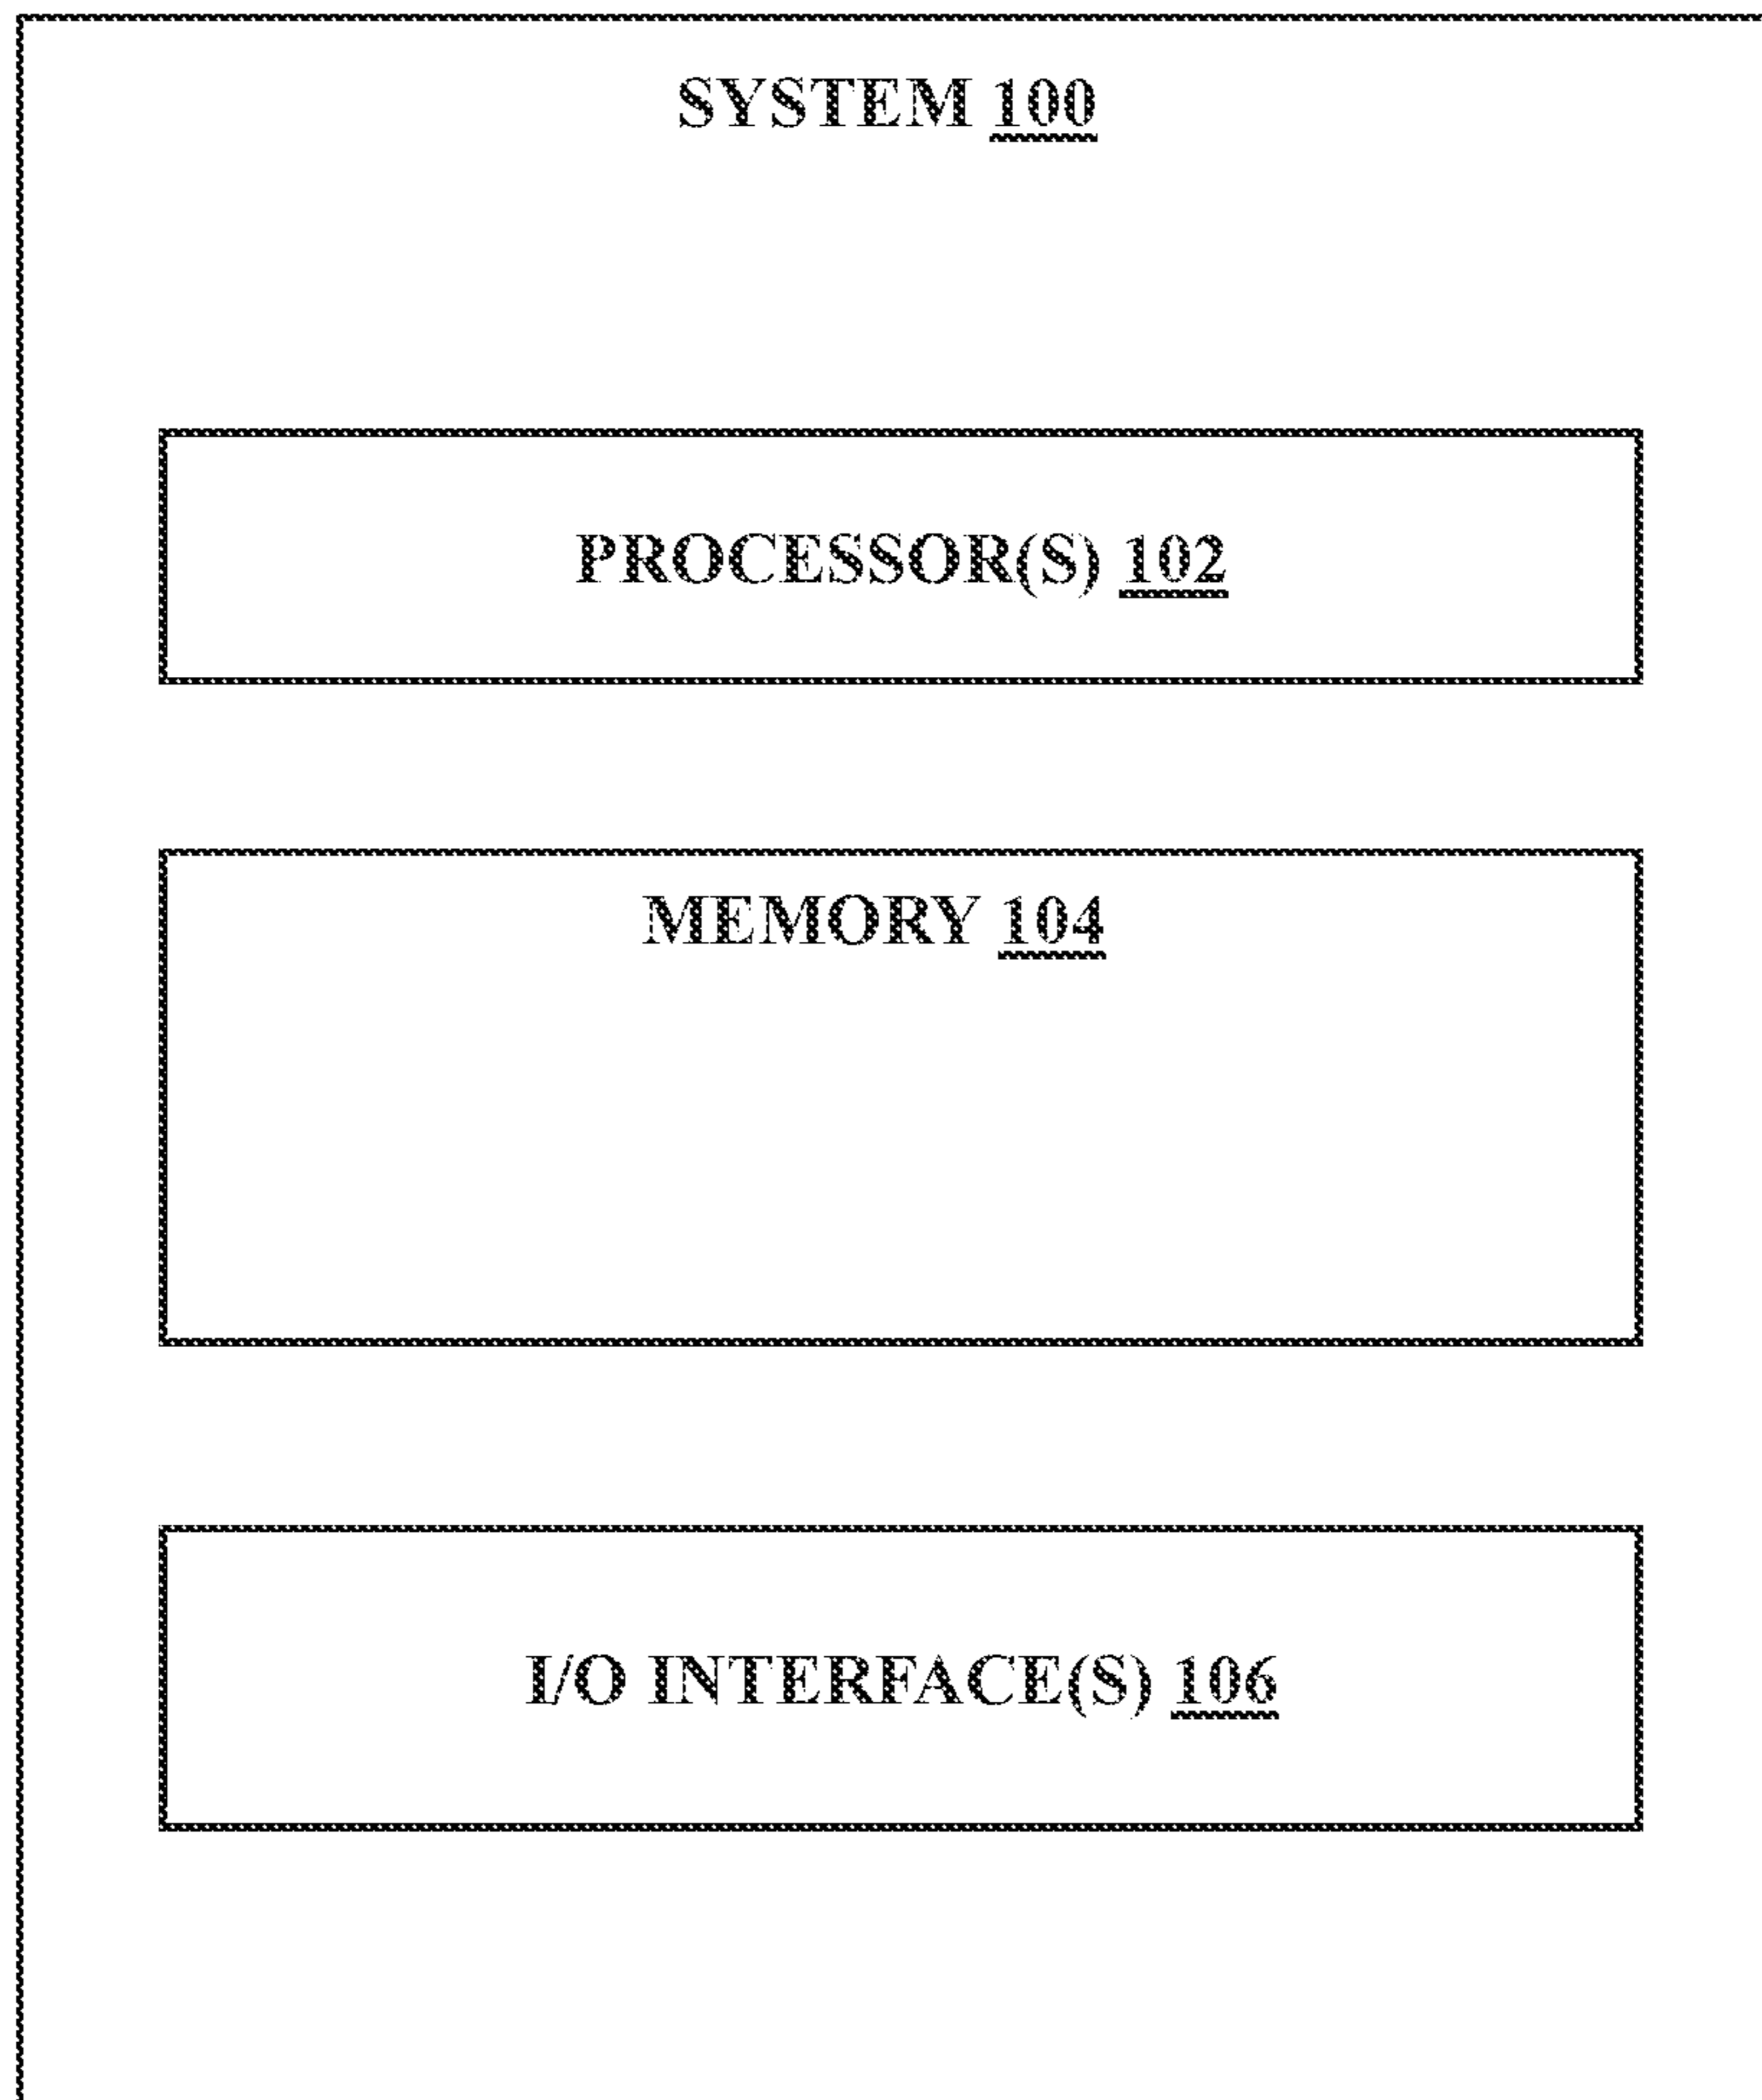 SYSTEM 100
PROCESSOR(S) 102
MEMORY 104
I/O INTERFACE(S) 106